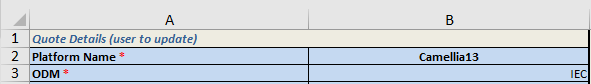 A B
1 Quote Details (user to update)
2 Platform Name * Camellia13
3 ODM * IEC